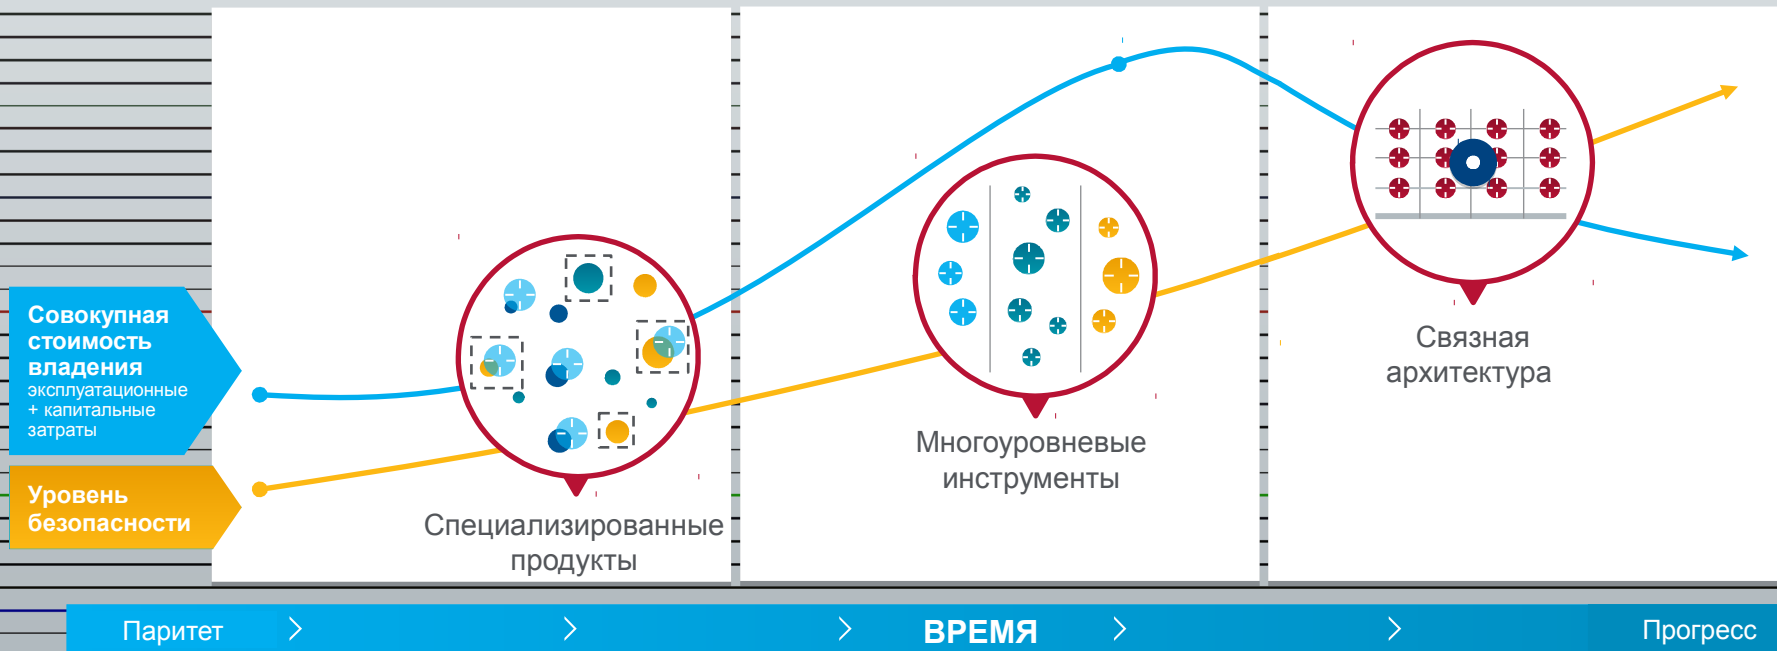 Совокупная
стоимость
владения
эксплуатационные
+ капитальные
затраты
Уровень
безопасности
Специализированные
продукты
Многоуровневые
инструменты
Связная
архитектура
Паритет
ВРЕМЯ
Прогресс